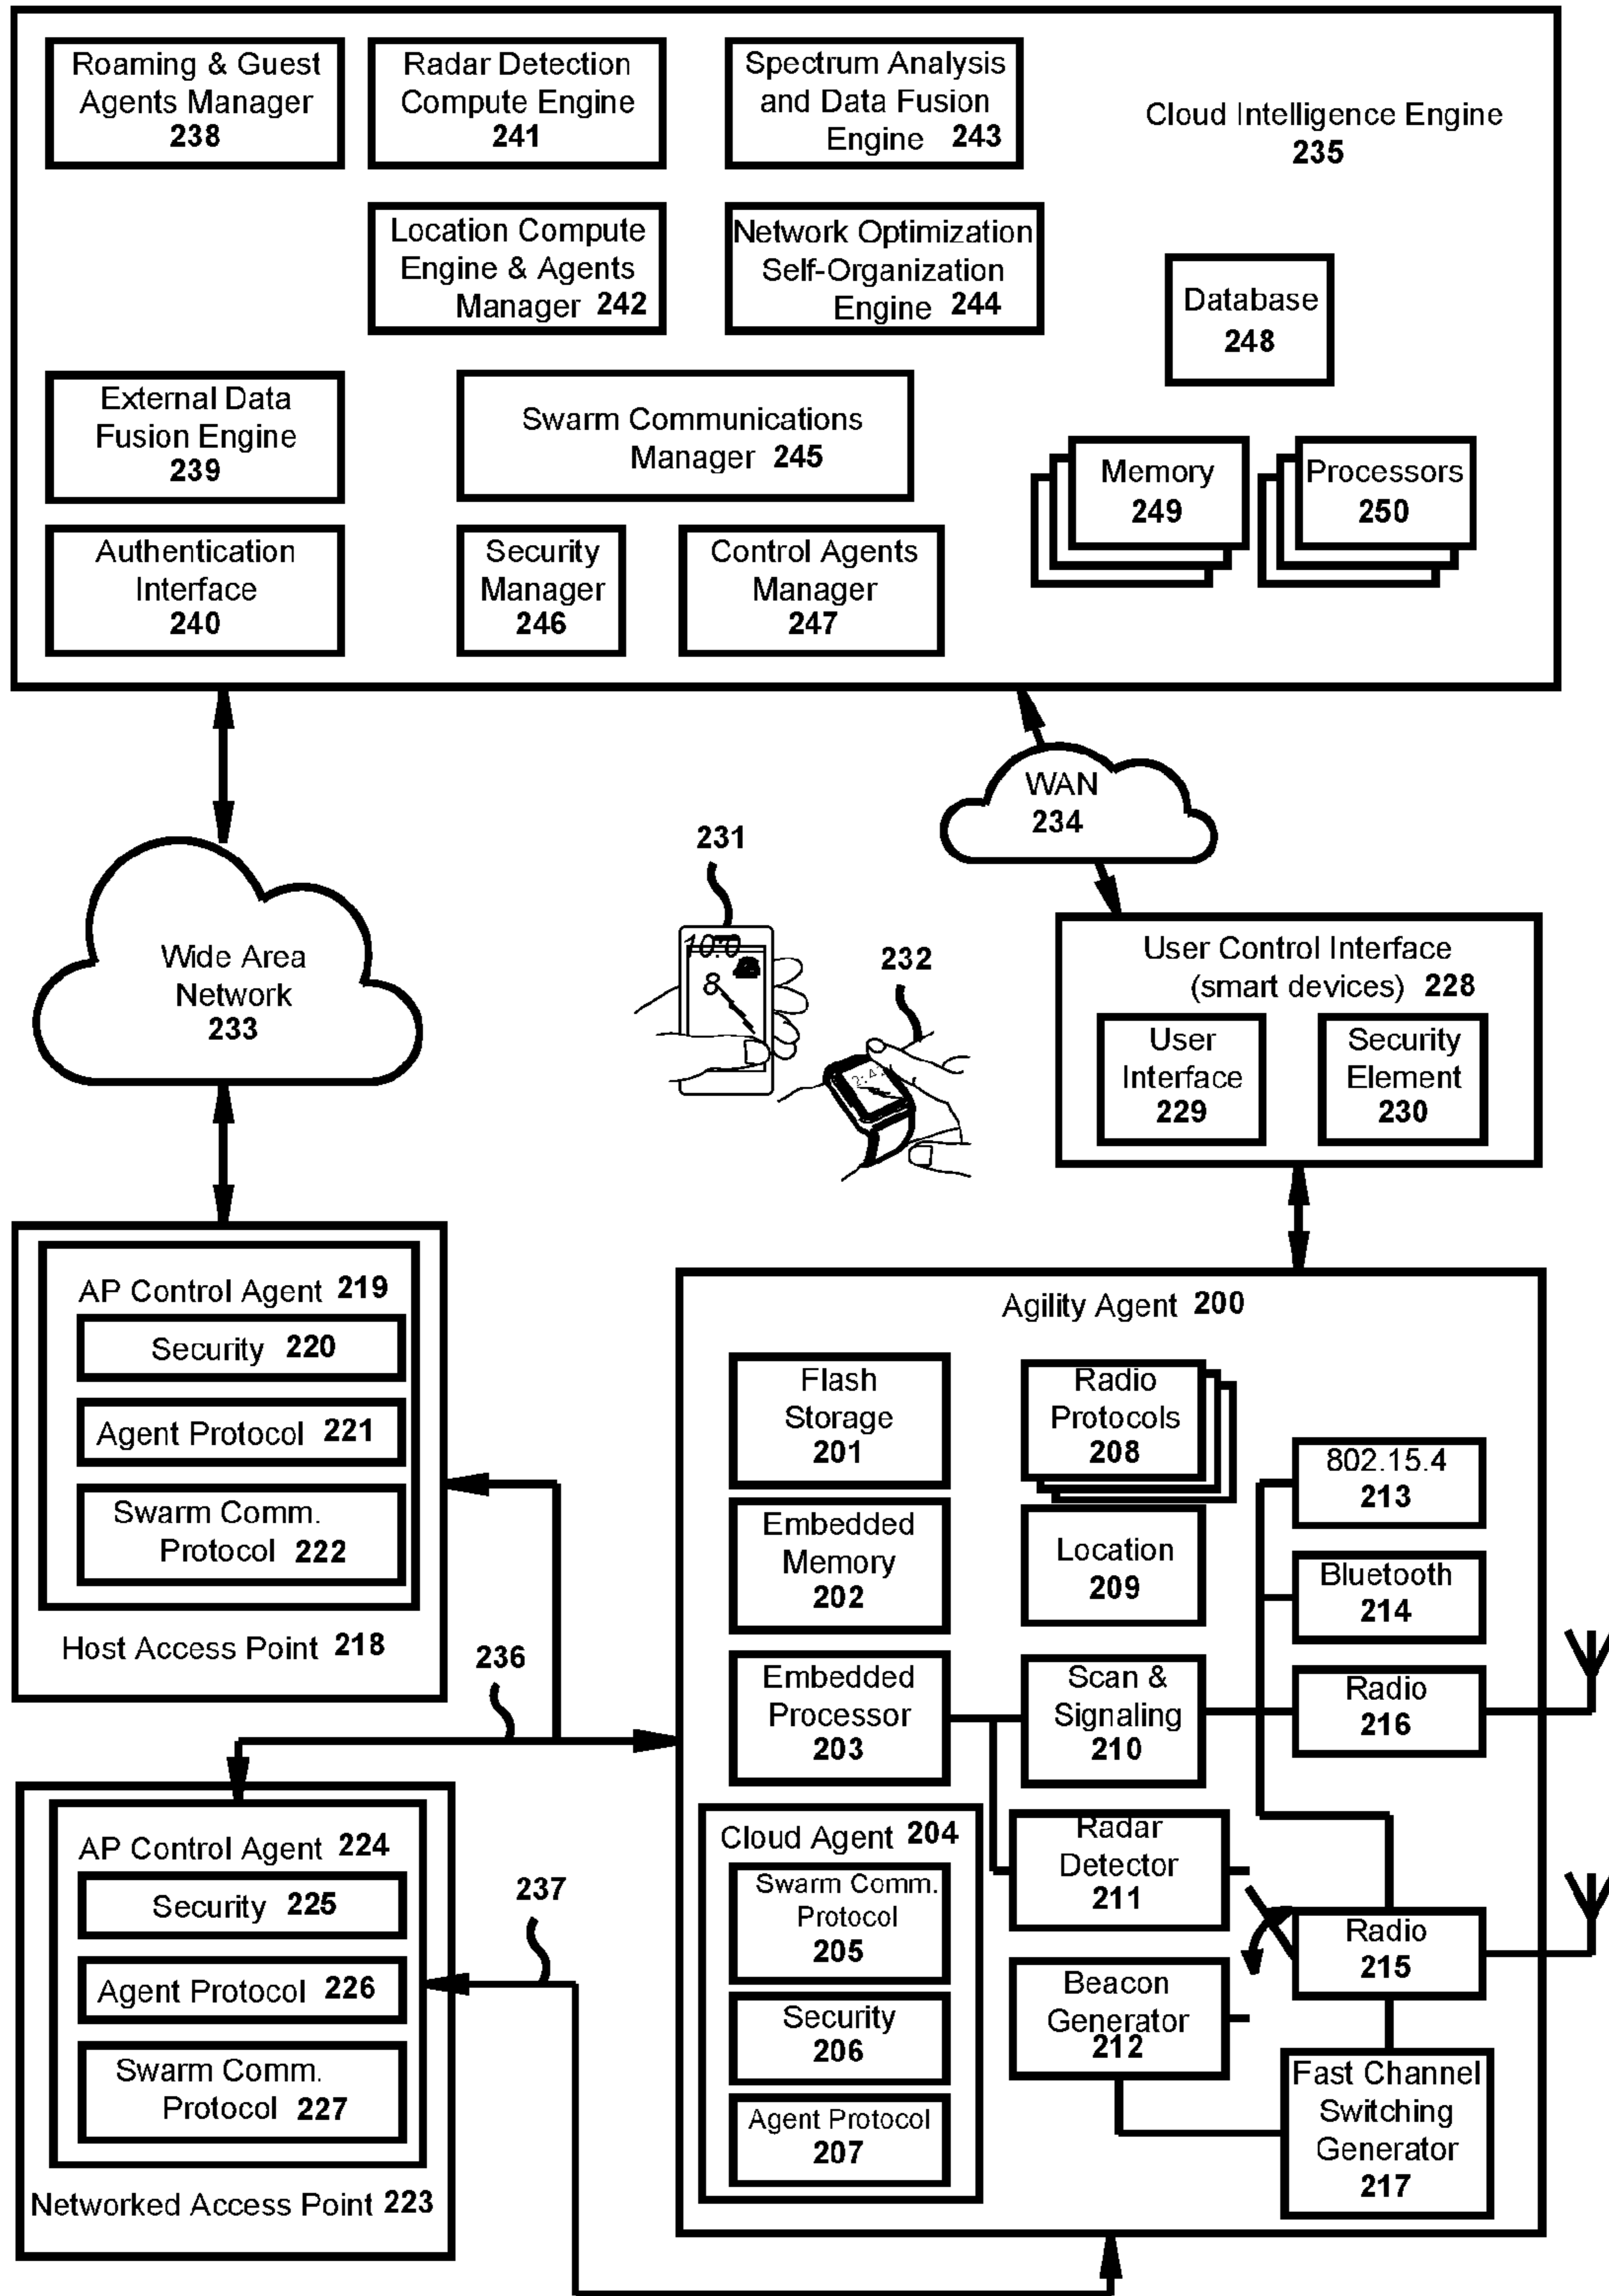 Roaming & Guest
Agents Manager
238
Radar Detection
Compute Engine
241
Spectrum Analysis
and Data Fusion
Engine 243
Cloud Intelligence Engine
235
Location Compute
Engine & Agents
Manager 242
Network Optimization
Self-Organization
Engine 244
Database
248
External Data
Fusion Engine
239
Swarm Communications
Manager 245
Memory
249
Processors
250
Authentication
Interface
240
Security
Manager
246
Control Agents
Manager
247
WAN
234
231
232
Wide Area
Network
233
User Control Interface
(smart devices) 228
User
Interface
229
Security
Element
230
AP Control Agent 219
Security 220
Agent Protocol 221
Swarm Comm.
Protocol 222
Host Access Point 218
236
AP Control Agent 224
Security 225
Agent Protocol 226
Swarm Comm.
Protocol 227
Networked Access Point 223
237
Agility Agent 200
Flash
Storage
201
Radio
Protocols
208
802.15.4
213
Embedded
Memory
202
Location
209
Bluetooth
214
Embedded
Processor
203
Scan &
Signaling
210
Radio
216
Cloud Agent 204
Swarm Comm.
Protocol
205
Security
206
Agent Protocol
207
Radar
Detector
211
Radio
215
Beacon
Generator
212
Fast Channel
Switching
Generator
217